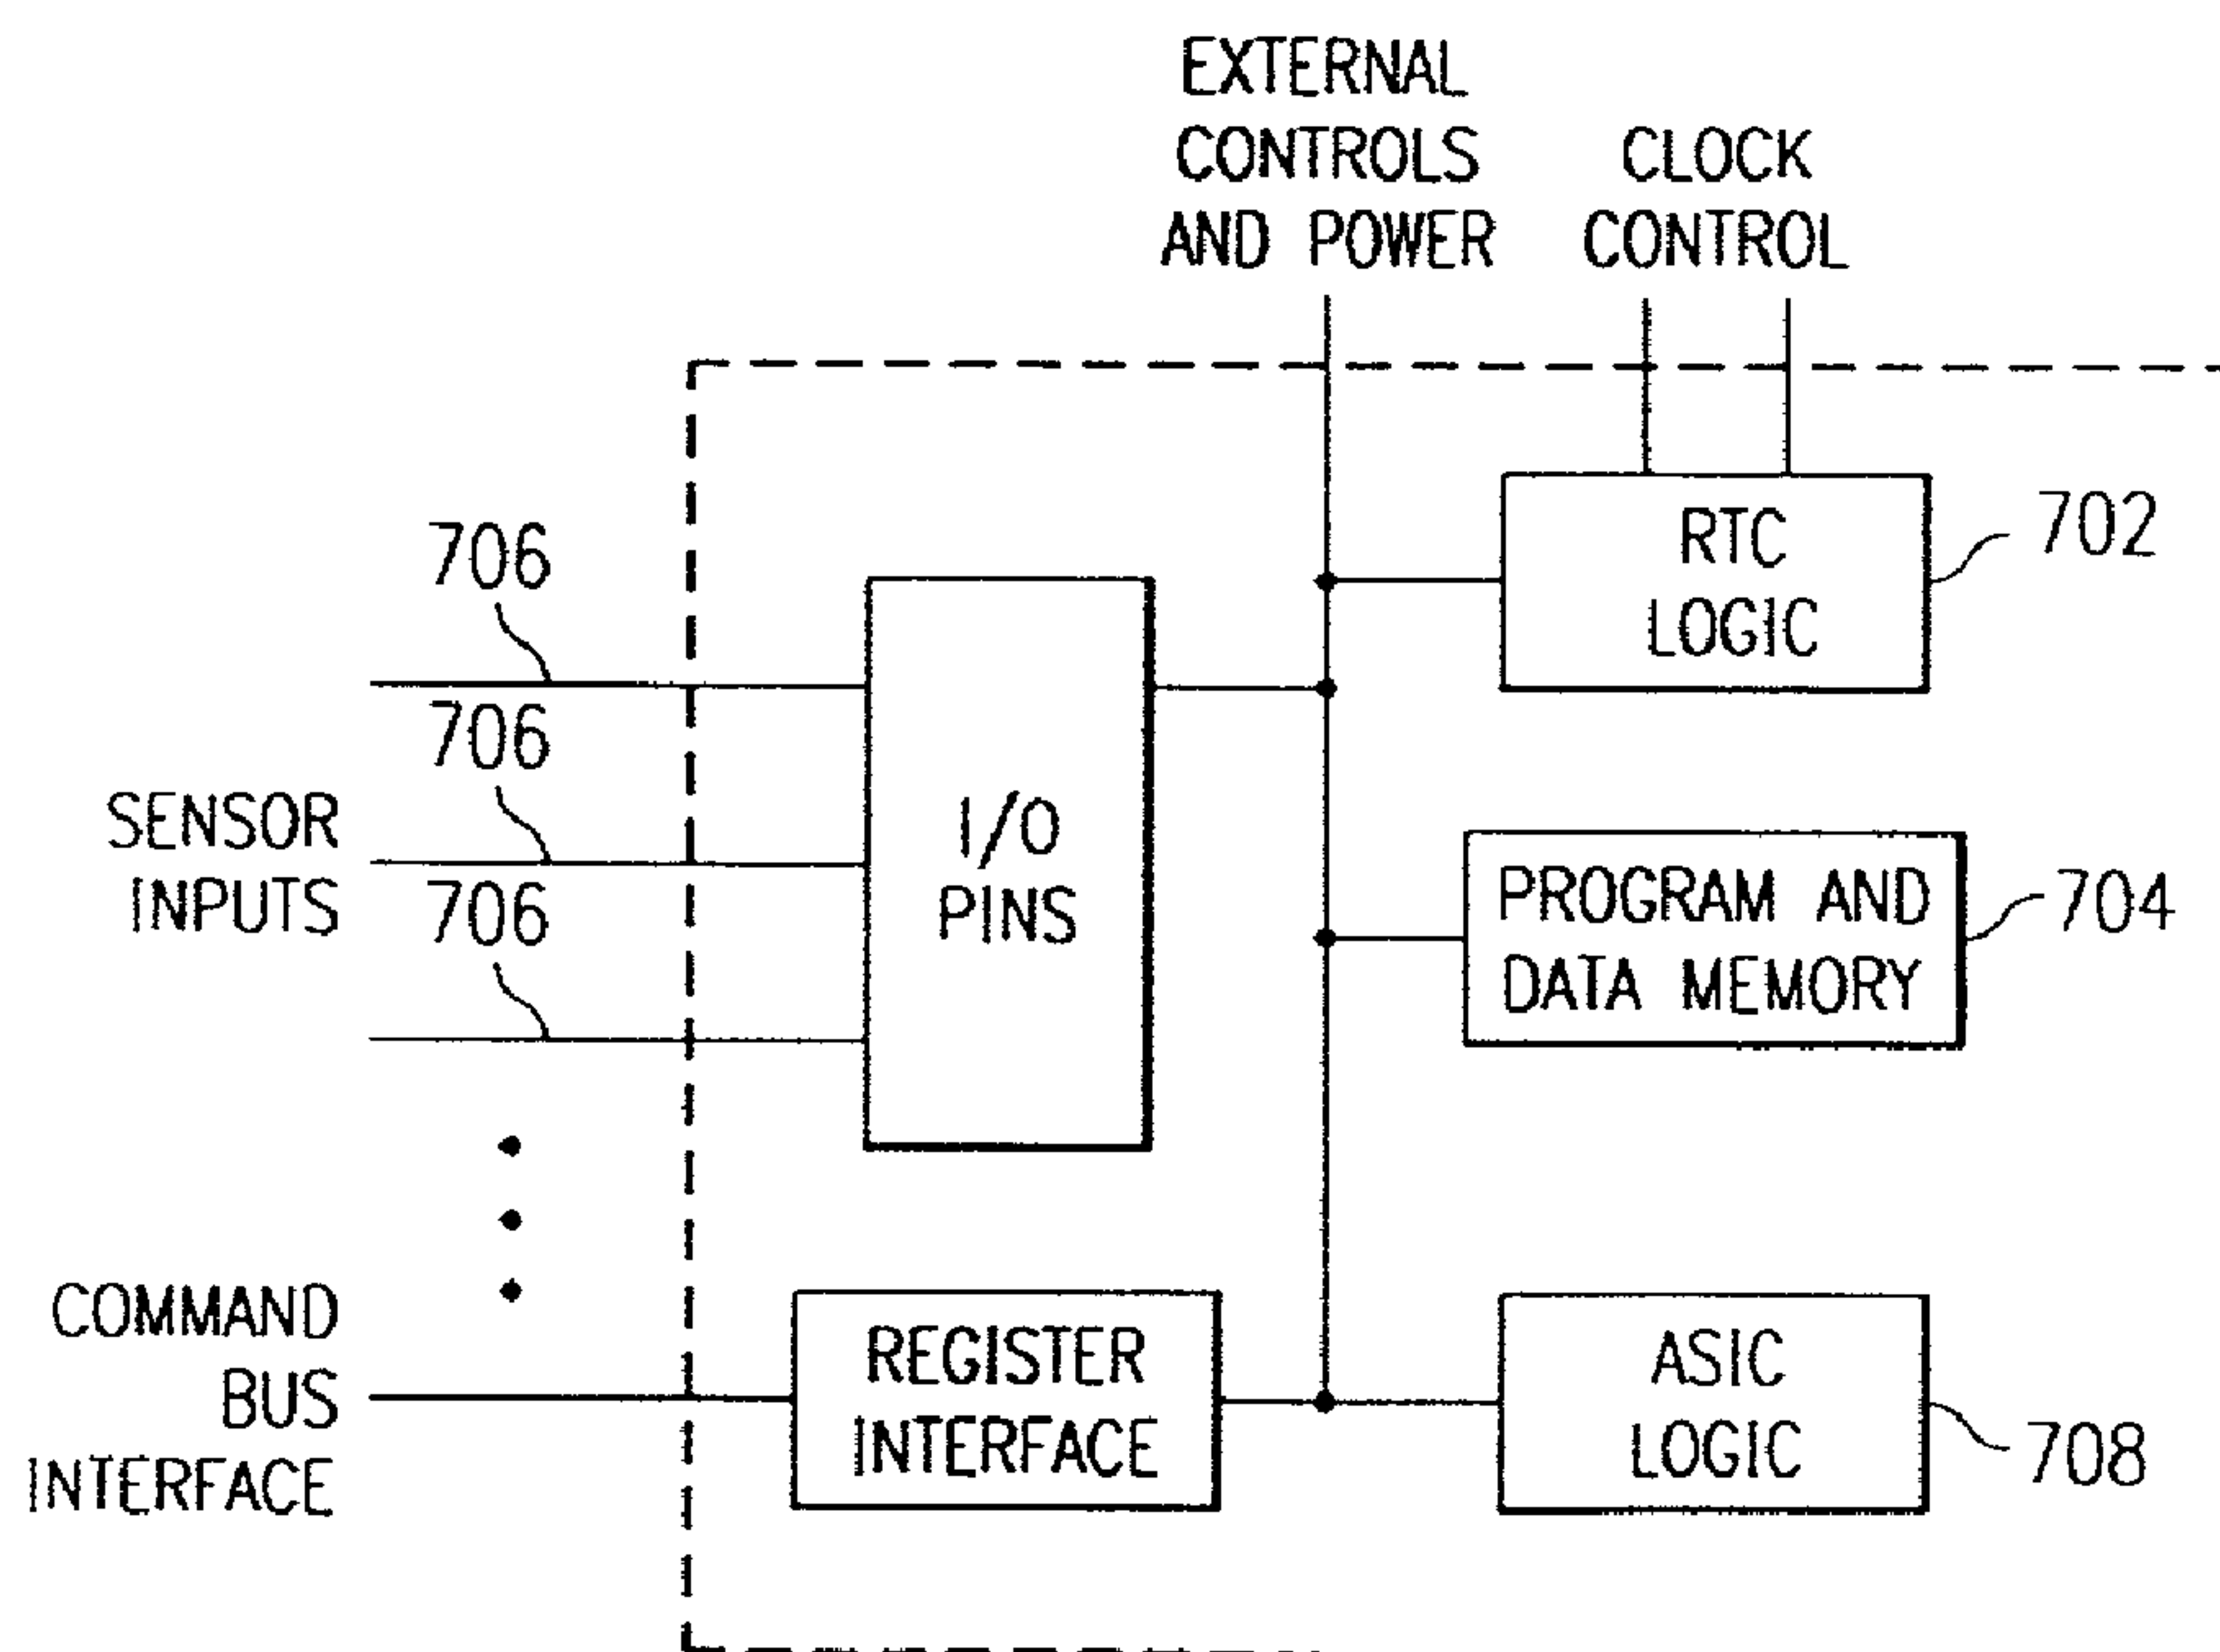 EXTERNAL
CONTROLS
AND POWER
CLOCK
CONTROL
RTC
LOGIC
702
706
706
706
SENSOR
INPUTS
I/O
PINS
PROGRAM AND
DATA MEMORY
704
COMMAND
BUS
INTERFACE
REGISTER
INTERFACE
ASIC
LOGIC
708